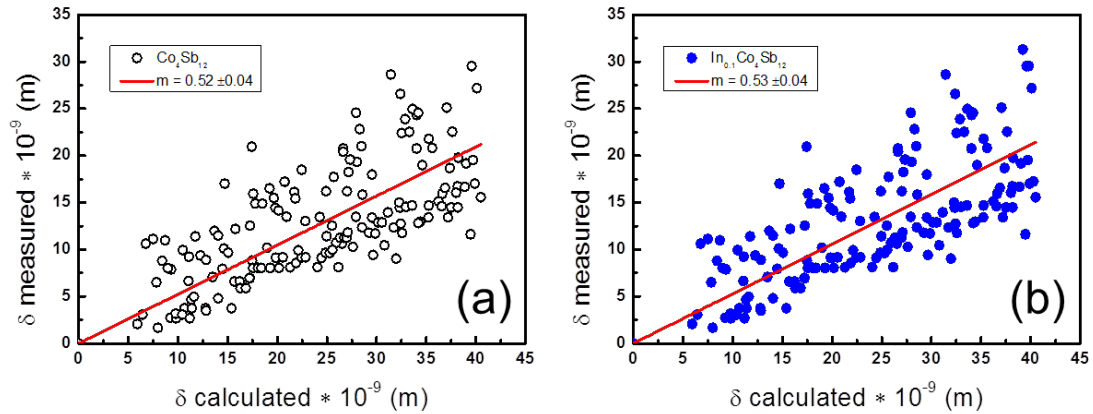 35
30
25
20
15
10
5
0
δ measured * 10⁻⁹ (m)
Co₄Sb₁₂
m = 0.52 ±0.04
(a)
0 5 10 15 20 25 30 35 40 45
δ calculated * 10⁻⁹ (m)
35
30
25
20
15
10
5
0
δ measured * 10⁻⁹ (m)
In₀.₁Co₄Sb₁₂
m = 0.53 ±0.04
(b)
0 5 10 15 20 25 30 35 40 45
δ calculated * 10⁻⁹ (m)